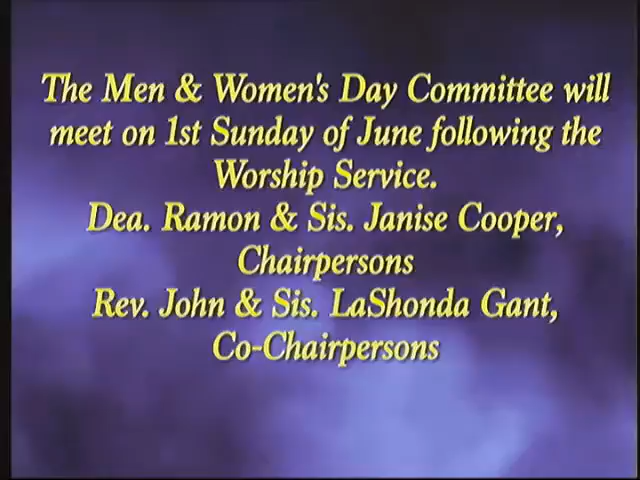 The Men & Women's Day Committee will
meet on 1st Sunday of June following the
Worship Service.
Dea. Ramon & Sis. Janise Cooper,
Chairpersons
Rev. John & Sis. LaShonda Gant,
Co-Chairpersons